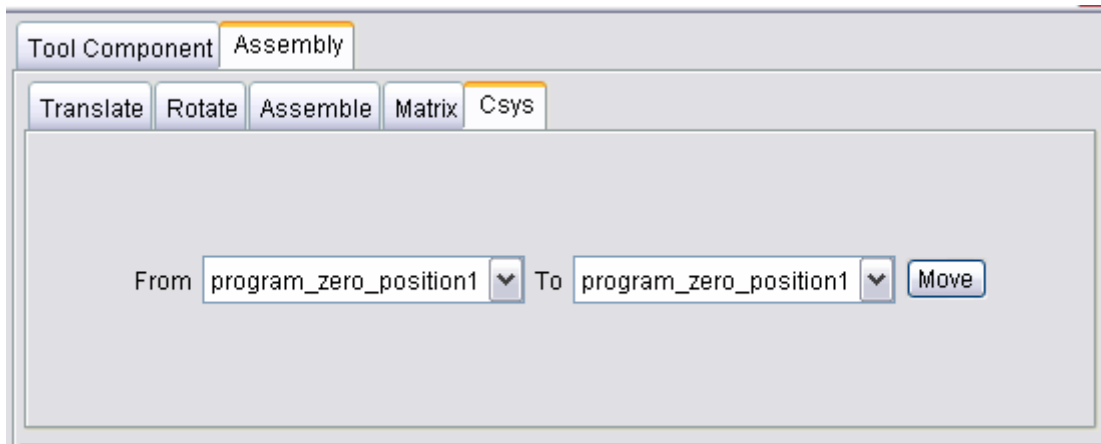 Tool Component Assembly
Translate Rotate Assemble Matrix Csys
From program_zero_position1 To program_zero_position1 Move